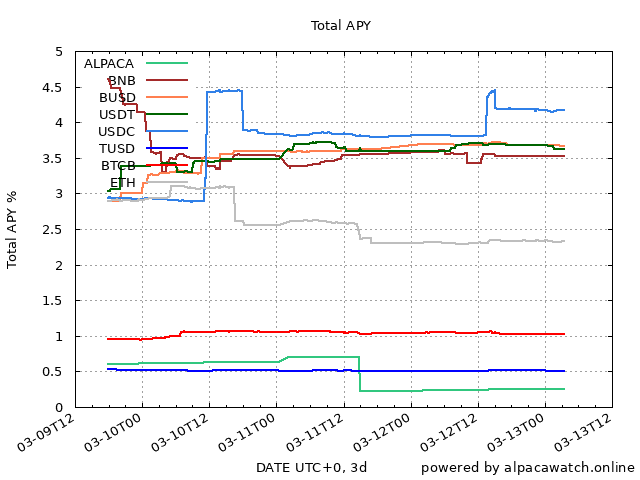 Total APY
5
4.5
4
3.5
3
2.5
2
1.5
1
0.5
0
Total APY %
ALPACA
BNB
BUSD
USDT
USDC
TUSD
BTCB
ETH
03-09T12
03-10T00
03-10T12
03-11T00
03-11T12
03-12T00
03-12T12
03-13T00
03-13T12
DATE UTC+0, 3d
powered by alpacawatch.online